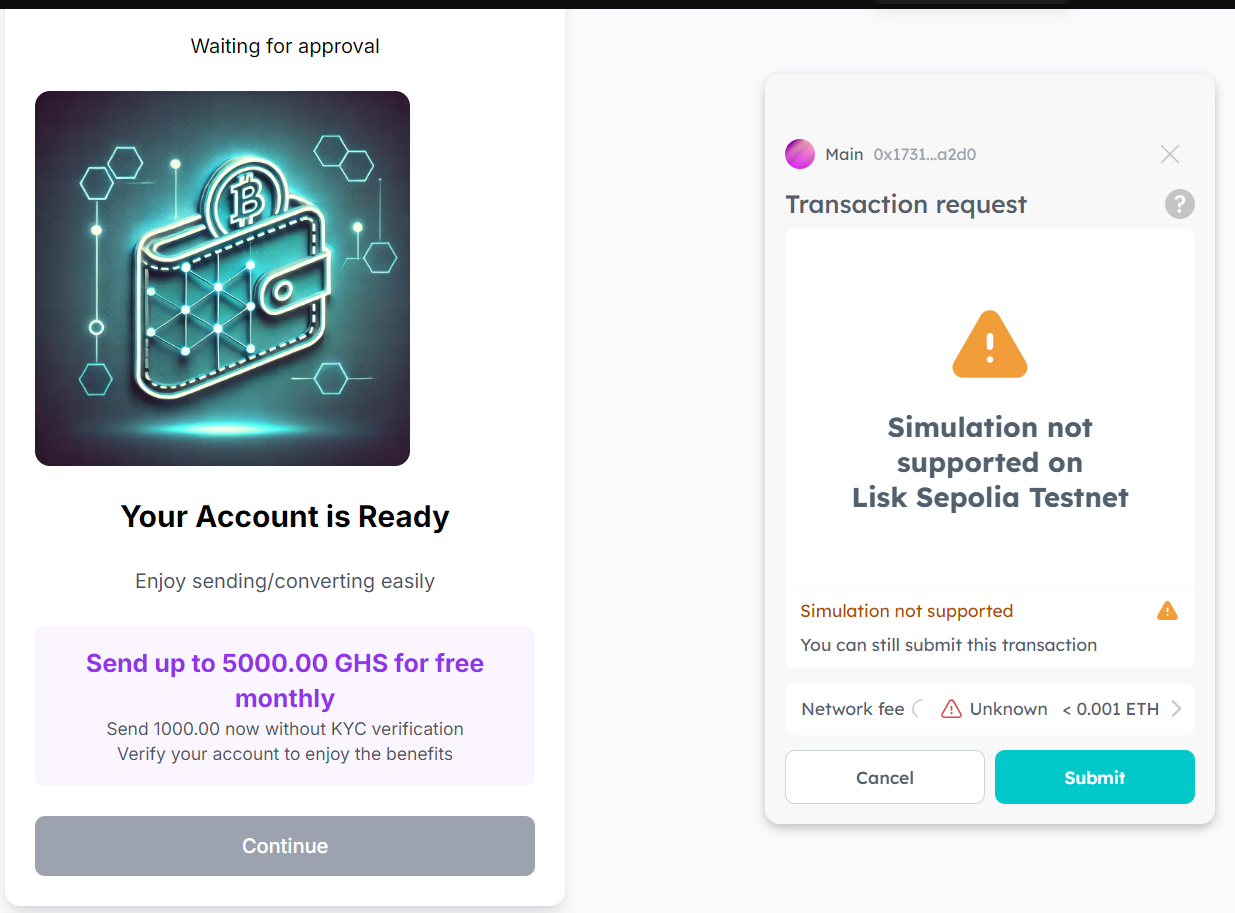 Waiting for approval
Your Account is Ready
Enjoy sending/converting easily
Send up to 5000.00 GHS for free
monthly
Send 1000.00 now without KYC verification
Verify your account to enjoy the benefits
Continue
Main 0x1731...a2d0
Transaction request
?
Simulation not
supported on
Lisk Sepolia Testnet
Simulation not supported
You can still submit this transaction
Network fee Unknown < 0.001 ETH
Cancel Submit